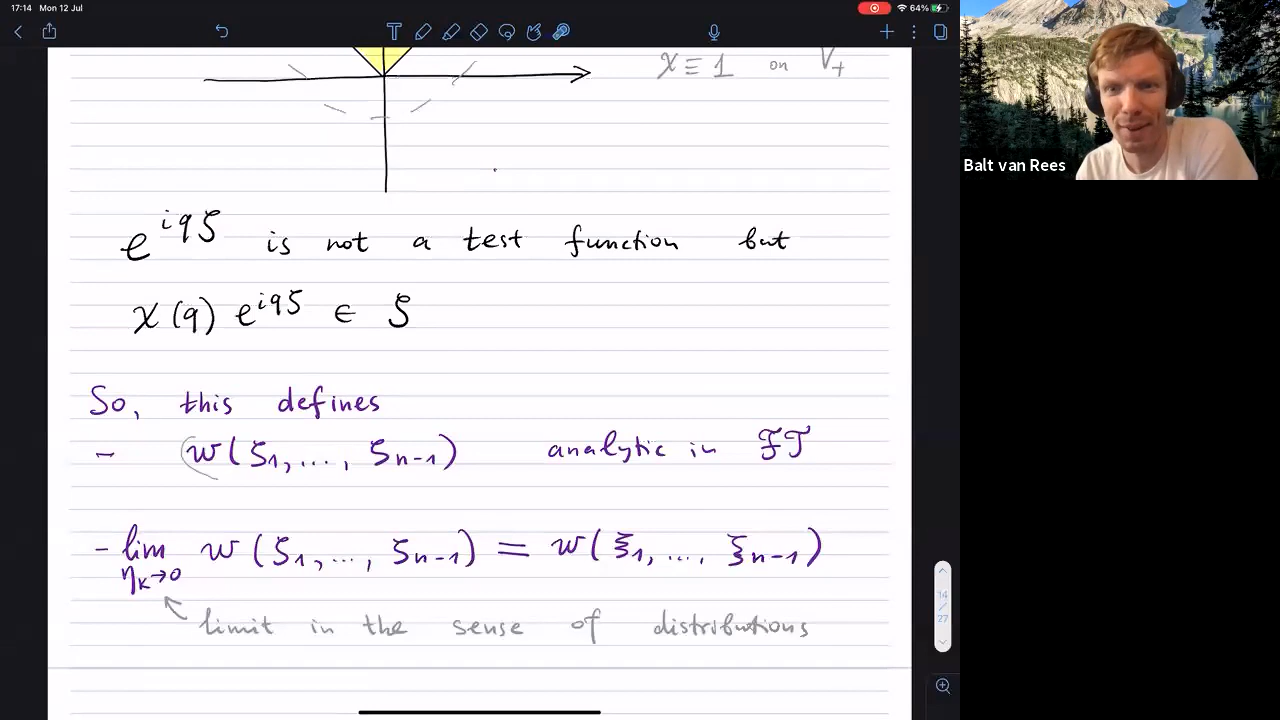 17:14 Mon 12 Jul
64%
T
χ ≡ 1 on V₊
e^{iqζ} is not a test function but
χ(q) e^{iqζ} ∈ S
So, this defines
- w(ζ₁, ..., ζₙ₋₁) analytic in FT
- lim_{ηₖ→0} w(ζ₁, ..., ζₙ₋₁) = w(ξ₁, ..., ξₙ₋₁)
limit in the sense of distributions
14
/
27
Balt van Rees